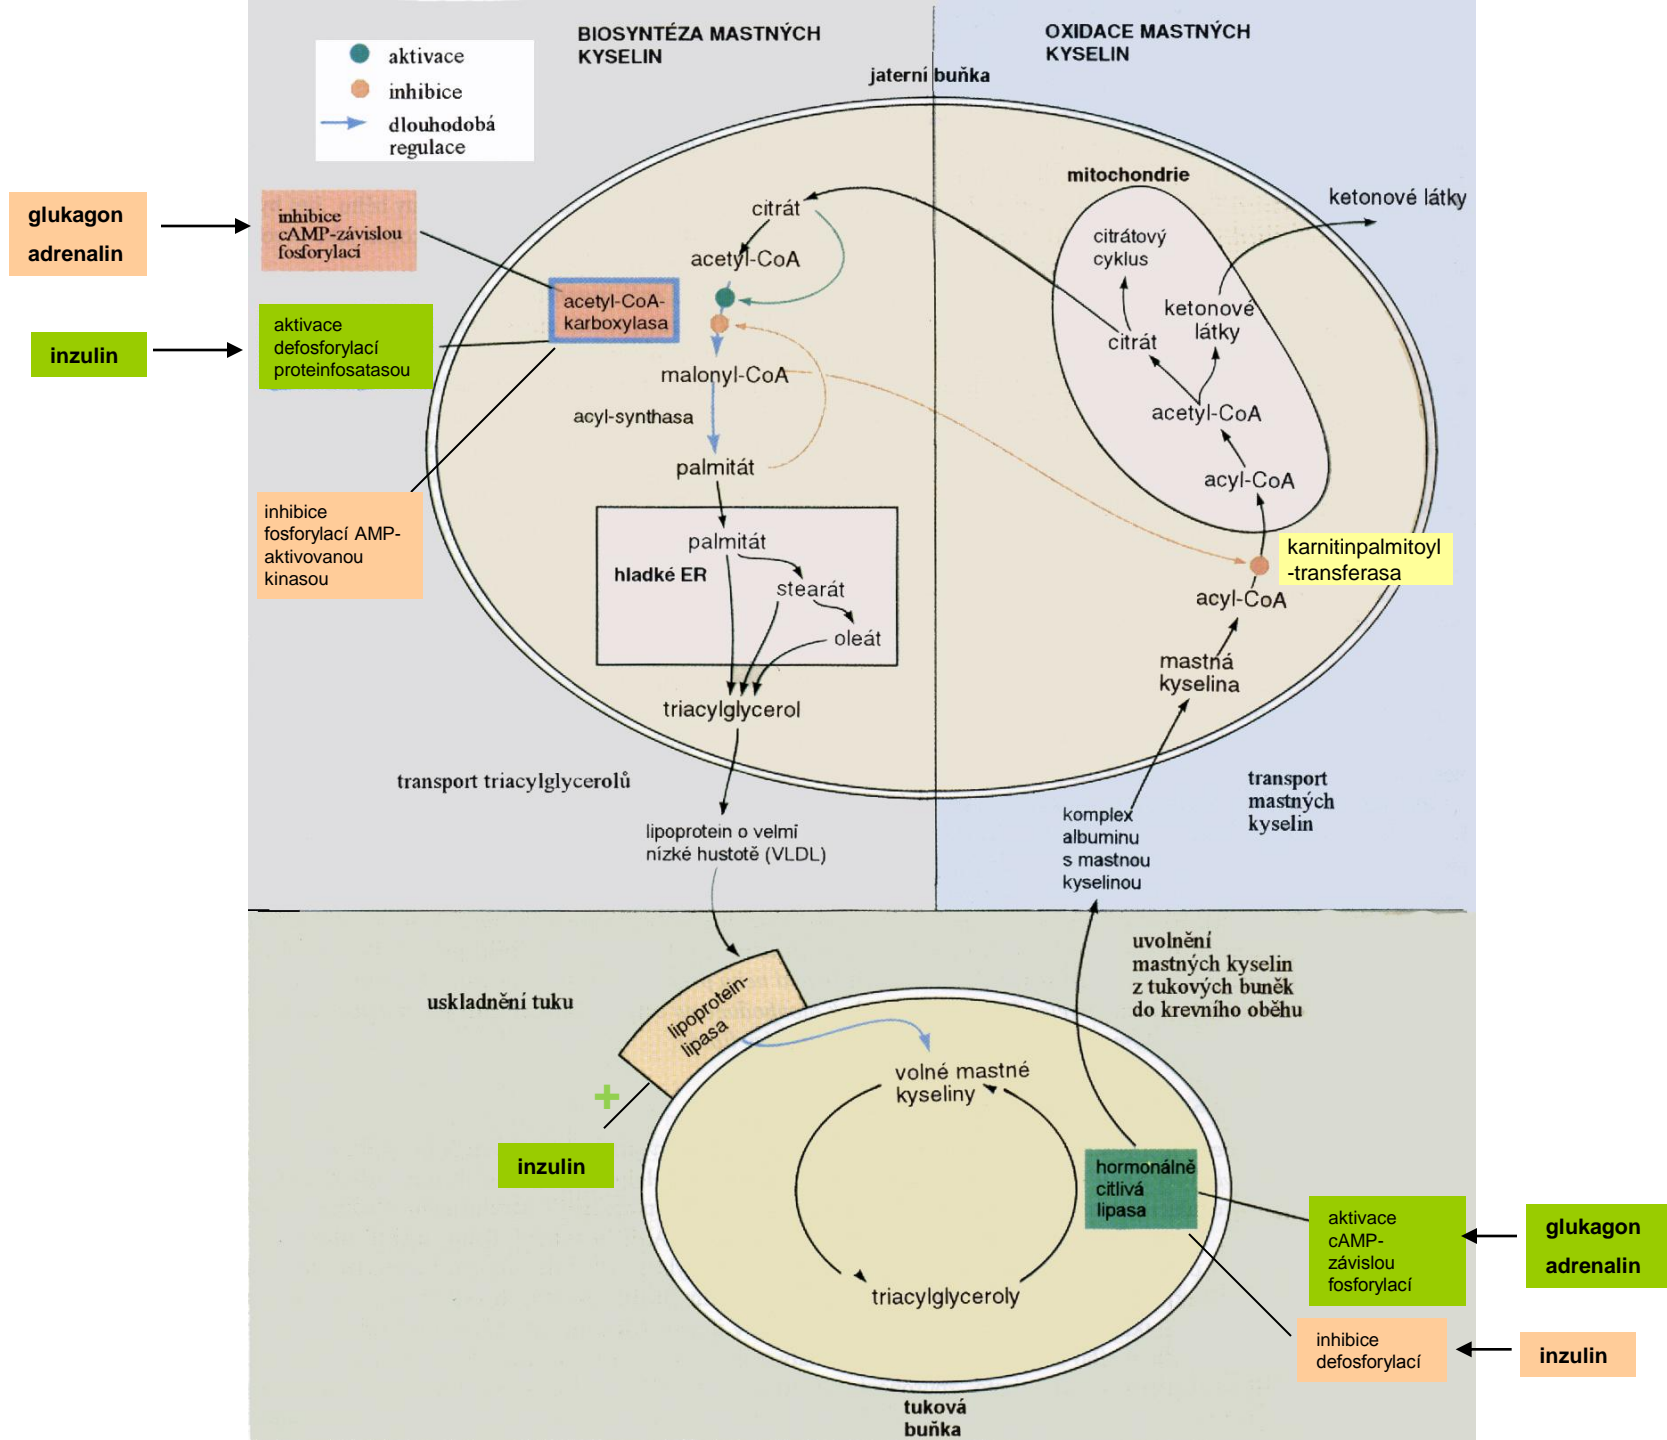 BIOSYNTÉZA MASTNÝCH
KYSELIN
OXIDACE MASTNÝCH
KYSELIN
aktivace
inhibice
dlouhodobá
regulace
jaterní buňka
glukagon
adrenalin
inhibice
cAMP-závislou
fosforylací
inzulin
aktivace
defosforylací
proteinfosatasou
inhibice
fosforylací AMP-
aktivovanou
kinasou
acetyl-CoA-
karboxylasa
citrát
acetyl-CoA
malonyl-CoA
acyl-synthasa
palmitát
palmitát
hladké ER
stearát
oleát
triacylglycerol
mitochondrie
ketonové látky
citrátový
cyklus
ketonové
látky
citrát
acetyl-CoA
acyl-CoA
karnitinpalmitoyl
-transferasa
acyl-CoA
mastná
kyselina
transport triacylglycerolů
transport
mastných
kyselin
lipoprotein o velmi
nízké hustotě (VLDL)
komplex
albuminu
s mastnou
kyselinou
uskladnění tuku
uvolnění
mastných kyselin
z tukových buněk
do krevního oběhu
lipoprotein-
lipasa
+
inzulin
volné mastné
kyseliny
triacylglyceroly
hormonálně
citlivá
lipasa
aktivace
cAMP-
závislou
fosforylací
glukagon
adrenalin
inhibice
defosforylací
inzulin
tuková
buňka